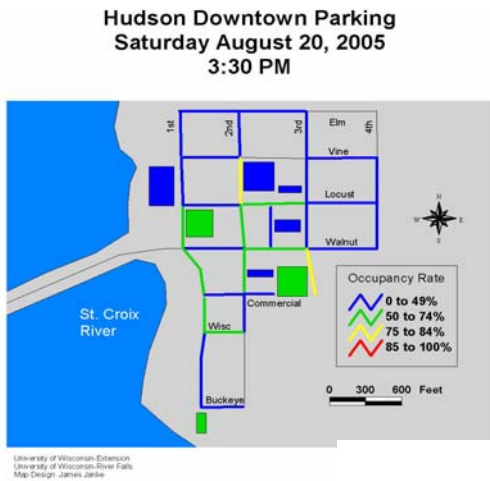 Hudson Downtown Parking
Saturday August 20, 2005
3:30 PM
1st
2nd
3rd
4th
Elm
Vine
Locust
Walnut
N
W
E
S
Commercial
Wisc
Buckeye
St. Croix
River
Occupancy Rate
0 to 49%
50 to 74%
75 to 84%
85 to 100%
0 300 600 Feet
University of Wisconsin-Extension
University of Wisconsin-River Falls
Map Design: James Janke